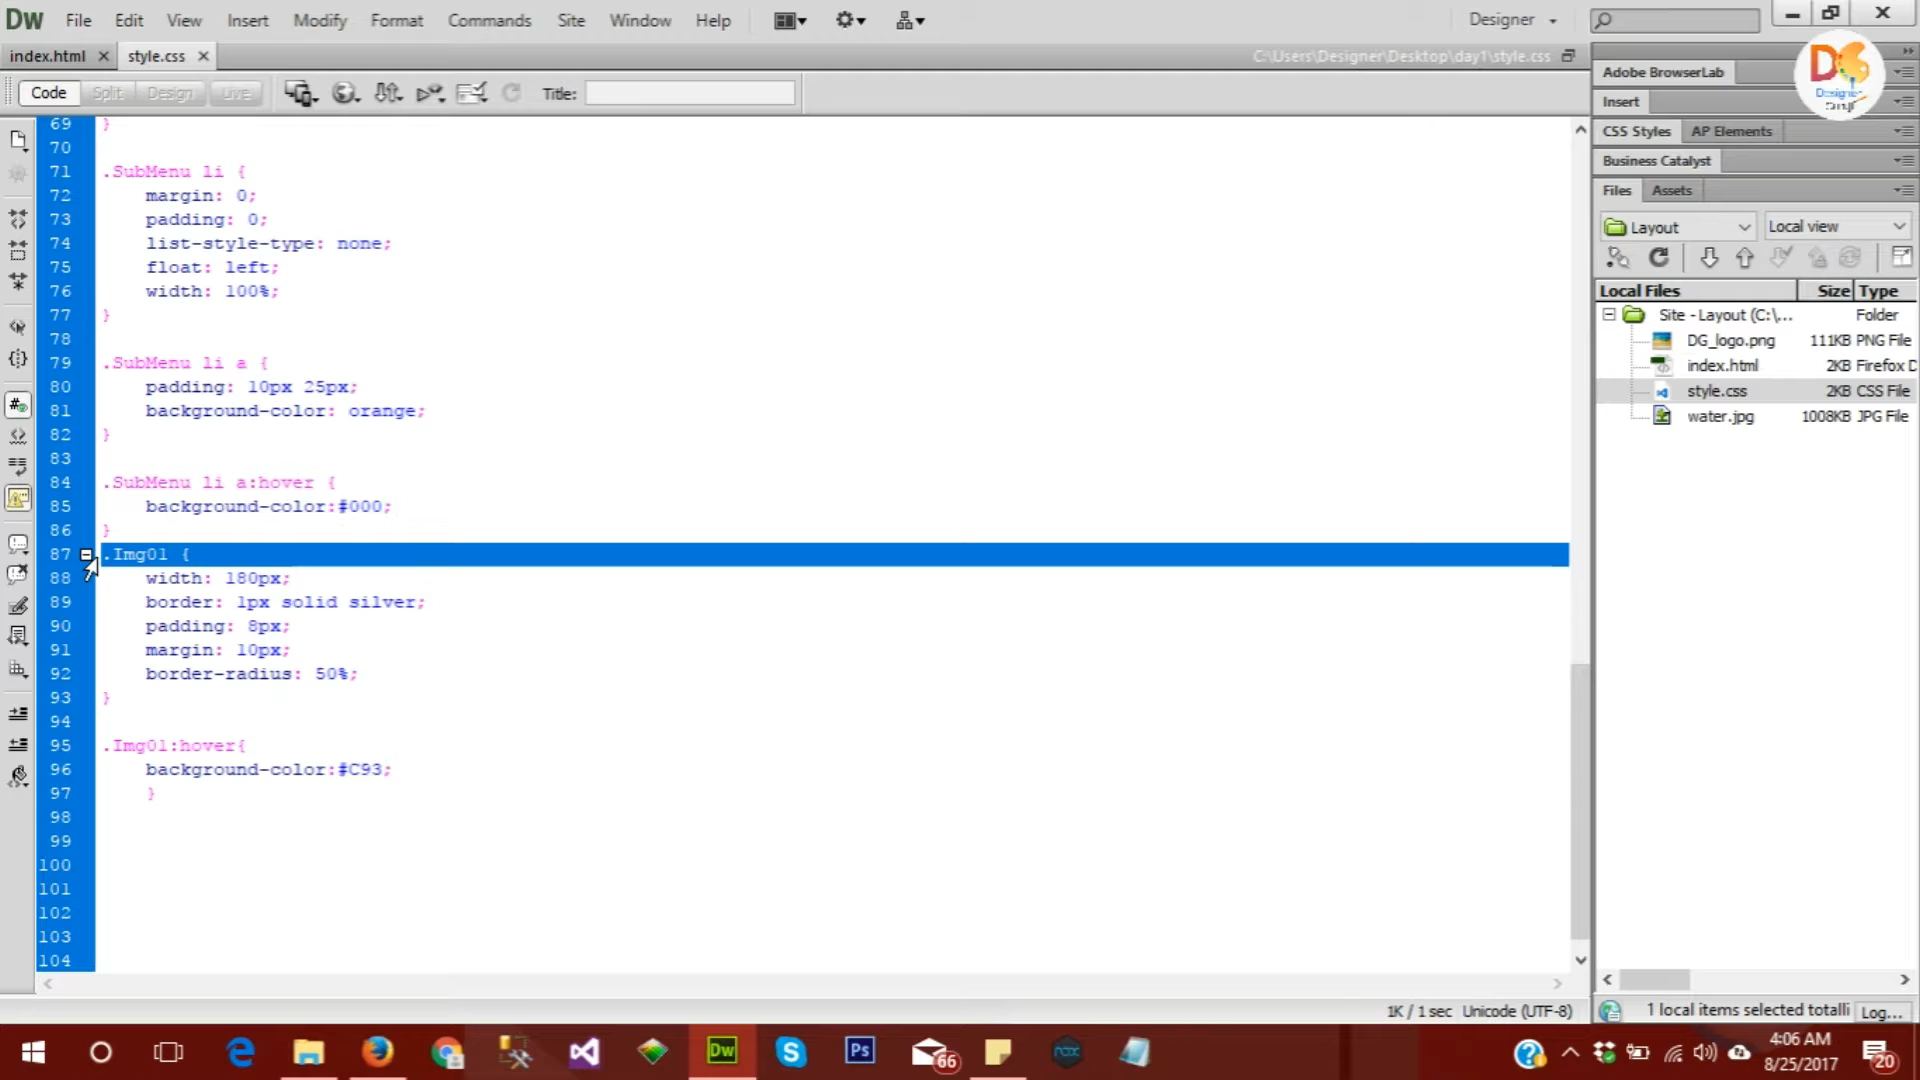 Dw File Edit View Insert Modify Format Commands Site Window Help Designer
index.html style.css C:\Users\Designer\Desktop\day1\style.css
Code Split Design Live Title:
69 }
70
71 .SubMenu li {
72 margin: 0;
73 padding: 0;
74 list-style-type: none;
75 float: left;
76 width: 100%;
77 }
78
79 .SubMenu li a {
80 padding: 10px 25px;
81 background-color: orange;
82 }
83
84 .SubMenu li a:hover {
85 background-color:#000;
86 }
87 .Img01 {
88 width: 180px;
89 border: 1px solid silver;
90 padding: 8px;
91 margin: 10px;
92 border-radius: 50%;
93 }
94
95 .Img01:hover{
96 background-color:#C93;
97 }
98
99
100
101
102
103
104
1K / 1 sec Unicode (UTF-8)
Adobe BrowserLab
Insert
CSS Styles AP Elements
Business Catalyst
Files Assets
Layout Local view
Local Files Size Type
Site - Layout (C:\... Folder
DG_logo.png 111KB PNG File
index.html 2KB Firefox D
style.css 2KB CSS File
water.jpg 1008KB JPG File
1 local items selected totalli Log...
Designer
Dw Ps 66 nox
4:06 AM
8/25/2017
20